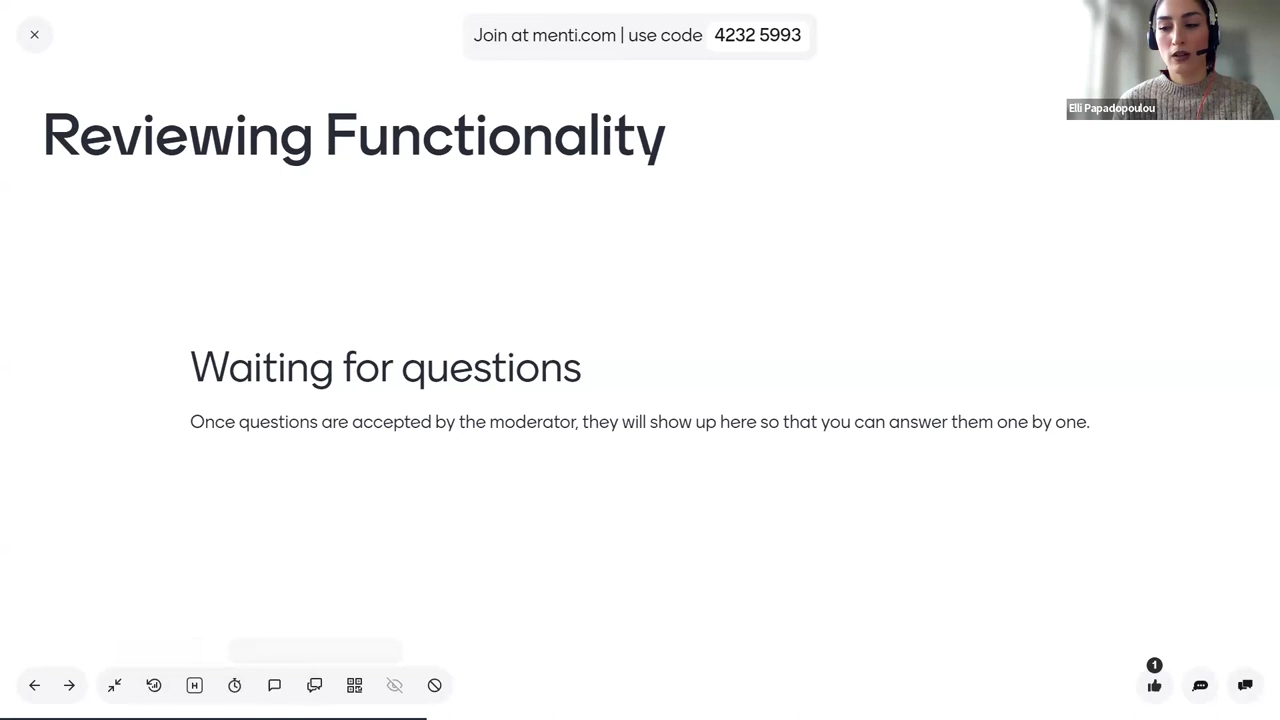 Join at menti.com | use code 4232 5993
Elli Papadopoulou
Reviewing Functionality
Waiting for questions
Once questions are accepted by the moderator, they will show up here so that you can answer them one by one.
H
1